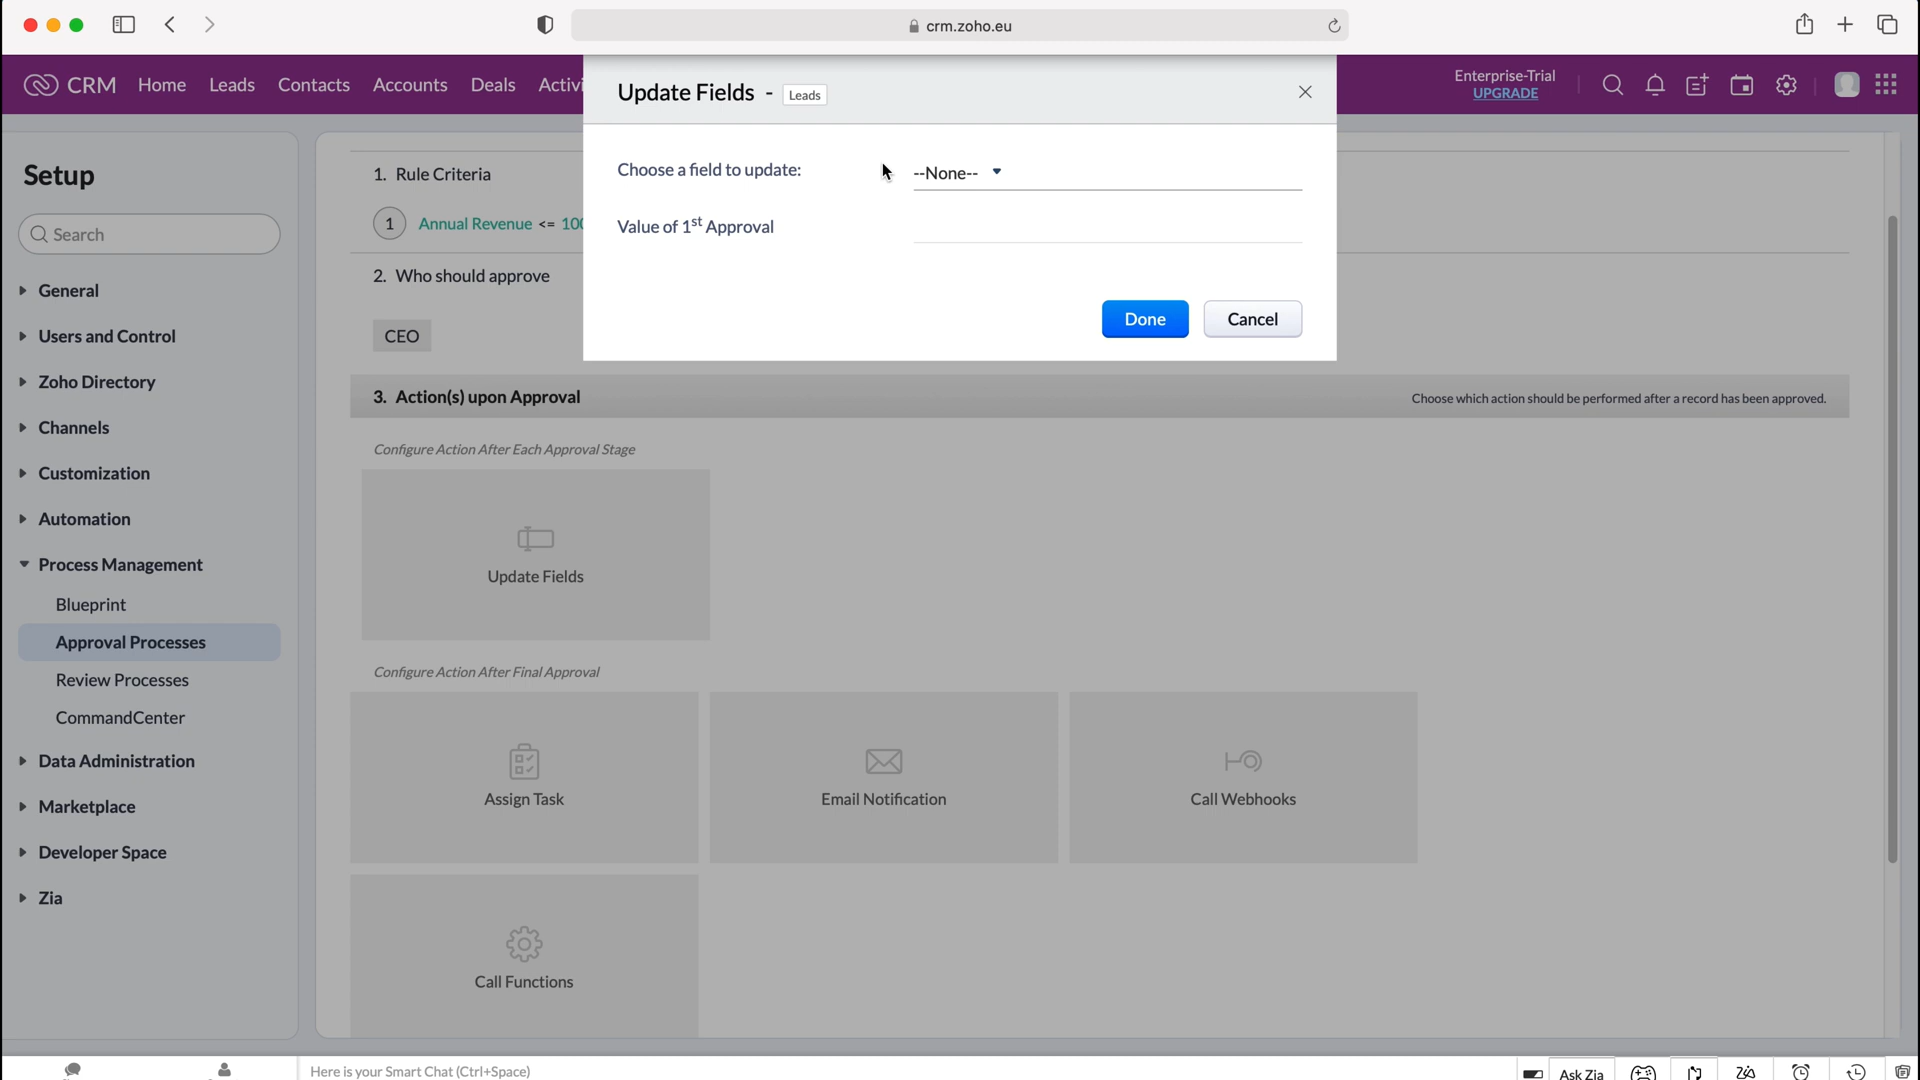 crm.zoho.eu
CRM Home Leads Contacts Accounts Deals Activi
Enterprise-Trial
UPGRADE
Update Fields - Leads
Choose a field to update: --None--
Value of 1st Approval
Done Cancel
Setup
Search
General
Users and Control
Zoho Directory
Channels
Customization
Automation
Process Management
Blueprint
Approval Processes
Review Processes
CommandCenter
Data Administration
Marketplace
Developer Space
Zia
1. Rule Criteria
1 Annual Revenue <= 100
2. Who should approve
CEO
3. Action(s) upon Approval Choose which action should be performed after a record has been approved.
Configure Action After Each Approval Stage
Update Fields
Configure Action After Final Approval
Assign Task Email Notification Call Webhooks
Call Functions
Here is your Smart Chat (Ctrl+Space)
Ask Zia